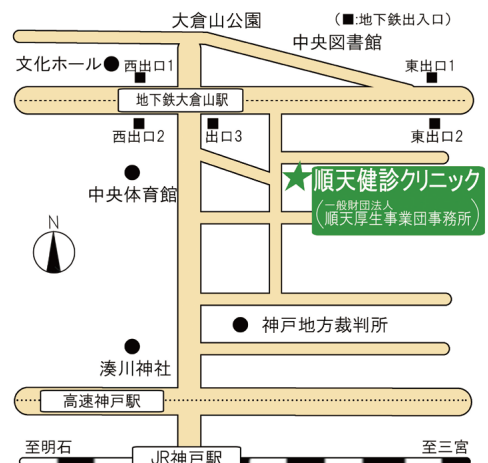 大倉山公園
(■:地下鉄出入口)
中央図書館
文化ホール
西出口1
東出口1
地下鉄大倉山駅
西出口2
出口3
東出口2
順天健診クリニック
一般財団法人
(順天厚生事業団事務所)
中央体育館
N
神戸地方裁判所
湊川神社
高速神戸駅
至明石
至三宮
JR神戸駅